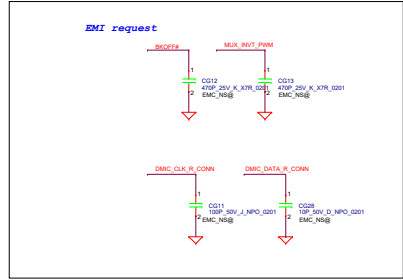 EMI request
BKOFF#
MUX_INVT_PWM
1
CG12
470P_25V_K_X7R_0201
2
EMC_NS@
1
CG13
470P_25V_K_X7R_0201
2
EMC_NS@
DMIC_CLK_R_CONN
DMIC_DATA_R_CONN
1
CG11
100P_50V_J_NPO_0201
2
EMC_NS@
1
CG28
10P_50V_D_NPO_0201
2
EMC_NS@